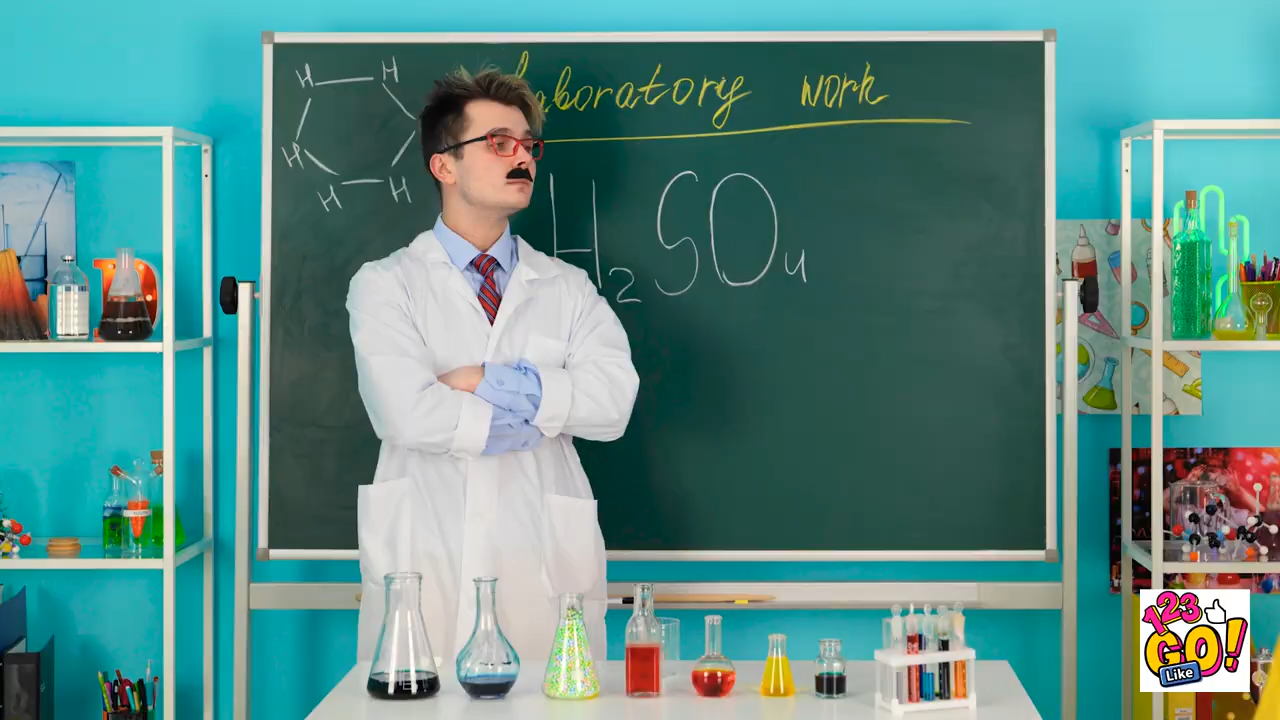 Laboratory work
H H
H
H H
H₂SO₄
123
GO!
Like